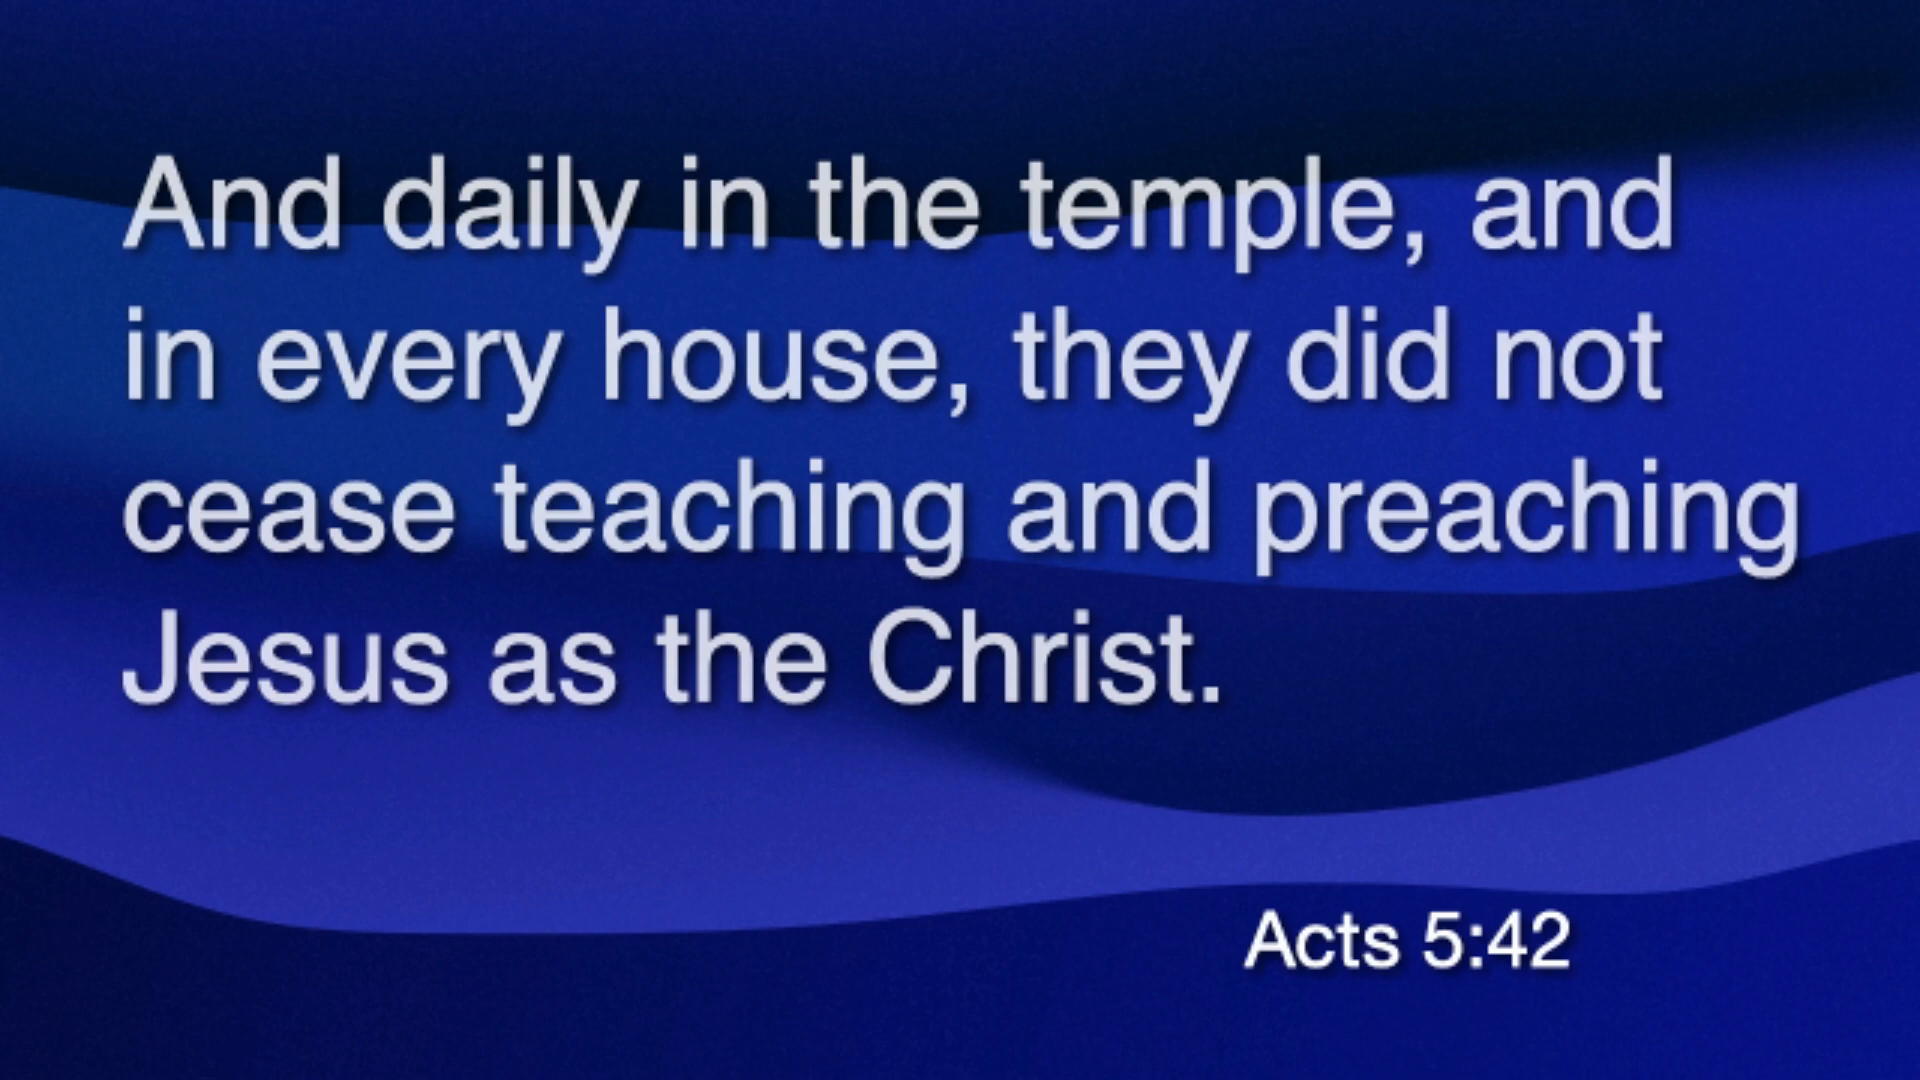 And daily in the temple, and
in every house, they did not
cease teaching and preaching
Jesus as the Christ.
Acts 5:42